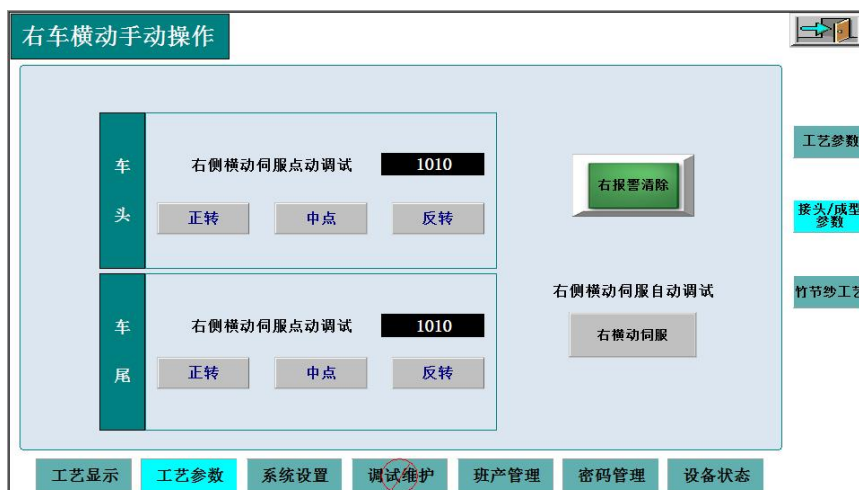 右车横动手动操作
车头
右侧横动伺服点动调试 1010
正转 中点 反转
右报警清除
工艺参数
接头/成型
参数
竹节纱工艺
车尾
右侧横动伺服点动调试 1010
正转 中点 反转
右侧横动伺服自动调试
右横动伺服
工艺显示 工艺参数 系统设置 调试维护 班产管理 密码管理 设备状态